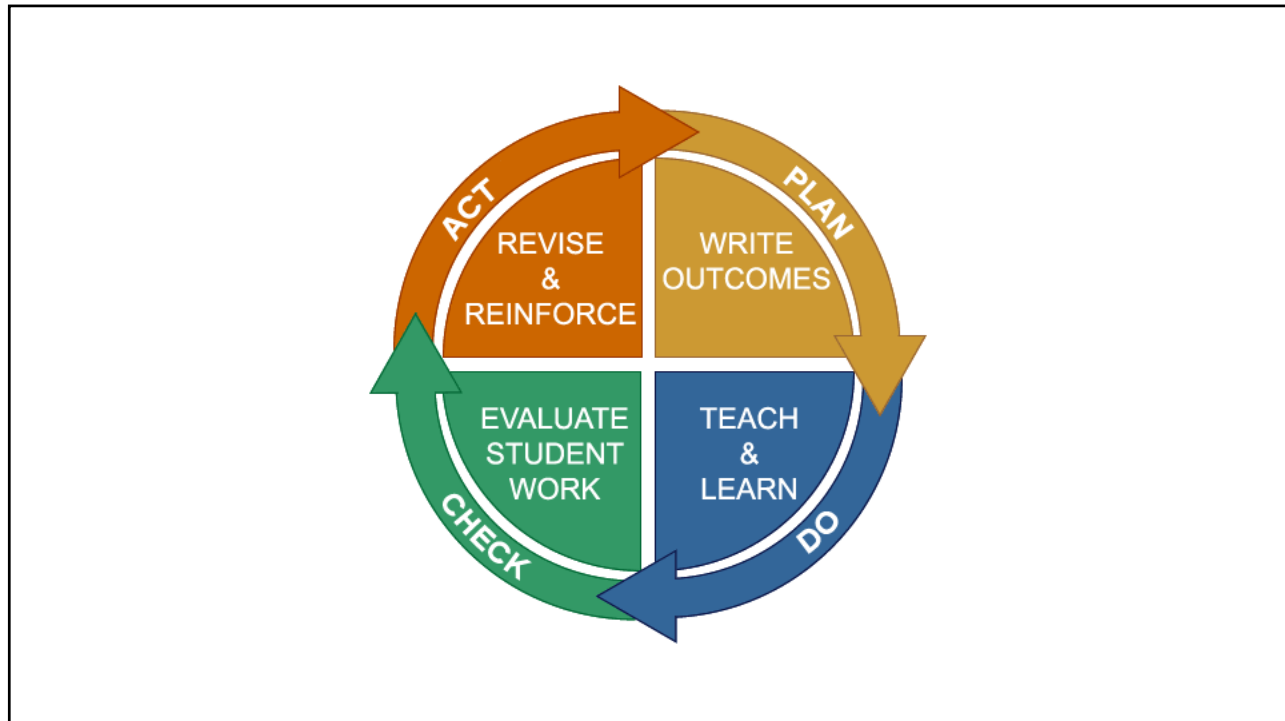 PLAN
WRITE
OUTCOMES
DO
TEACH
&
LEARN
CHECK
EVALUATE
STUDENT
WORK
ACT
REVISE
&
REINFORCE